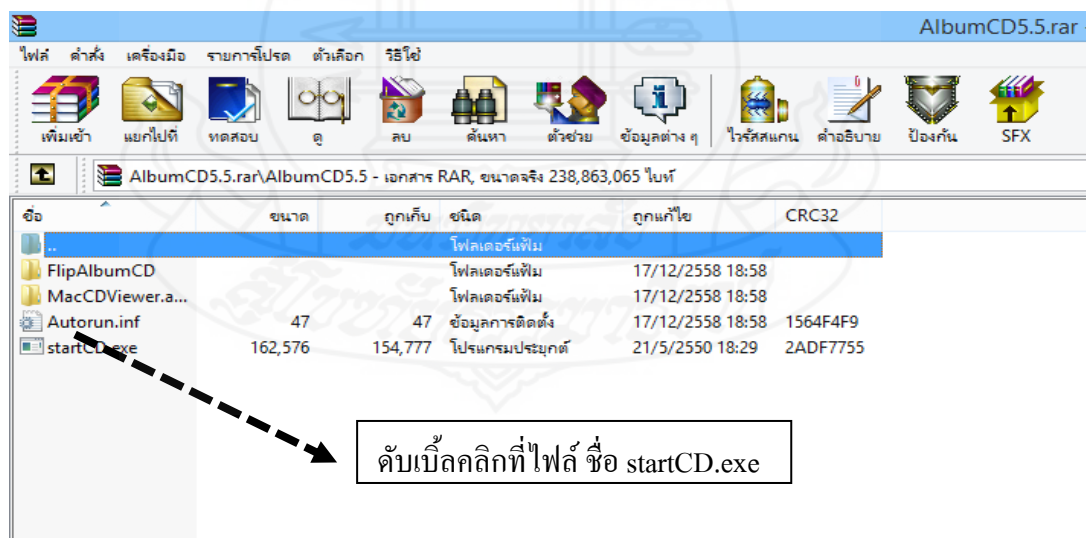 AlbumCD5.5.rar -
ไฟล์ คำสั่ง เครื่องมือ รายการโปรด ตัวเลือก วิธีใช้
เพิ่มเข้า แยกไปที่ ทดสอบ ดู ลบ ค้นหา ตัวช่วย ข้อมูลต่าง ๆ ไวรัสสแกน คำอธิบาย ป้องกัน SFX
AlbumCD5.5.rar\AlbumCD5.5 - เอกสาร RAR, ขนาดจริง 238,863,065 ไบท์
ชื่อ ขนาด ถูกเก็บ ชนิด ถูกแก้ไข CRC32
.. โฟลเดอร์แฟ้ม
FlipAlbumCD โฟลเดอร์แฟ้ม 17/12/2558 18:58
MacCDViewer.a... โฟลเดอร์แฟ้ม 17/12/2558 18:58
Autorun.inf 47 47 ข้อมูลการติดตั้ง 17/12/2558 18:58 1564F4F9
startCD.exe 162,576 154,777 โปรแกรมประยุกต์ 21/5/2550 18:29 2ADF7755
ดับเบิ้ลคลิกที่ไฟล์ ชื่อ startCD.exe